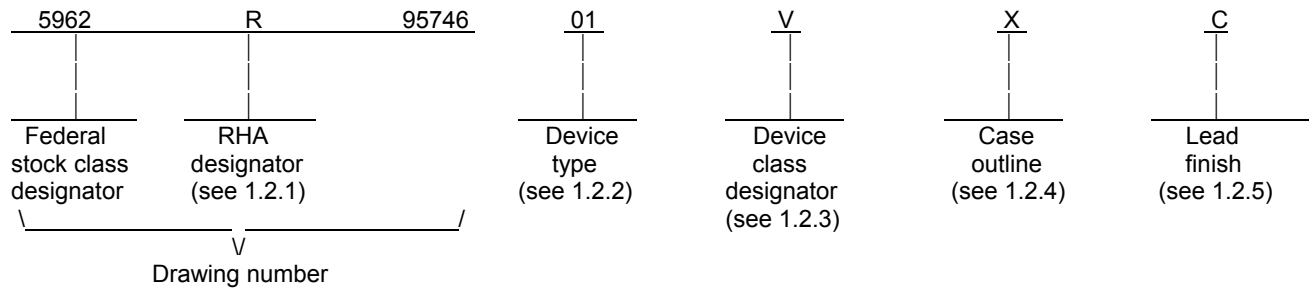 5962 R 95746 01 V X C
Federal RHA Device Device Case Lead
stock class designator type class outline finish
designator (see 1.2.1) (see 1.2.2) designator (see 1.2.4) (see 1.2.5)
(see 1.2.3)
Drawing number